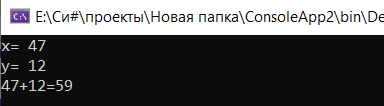 E:\Си#\проекты\Новая папка\ConsoleApp2\bin\De
x= 47
y= 12
47+12=59